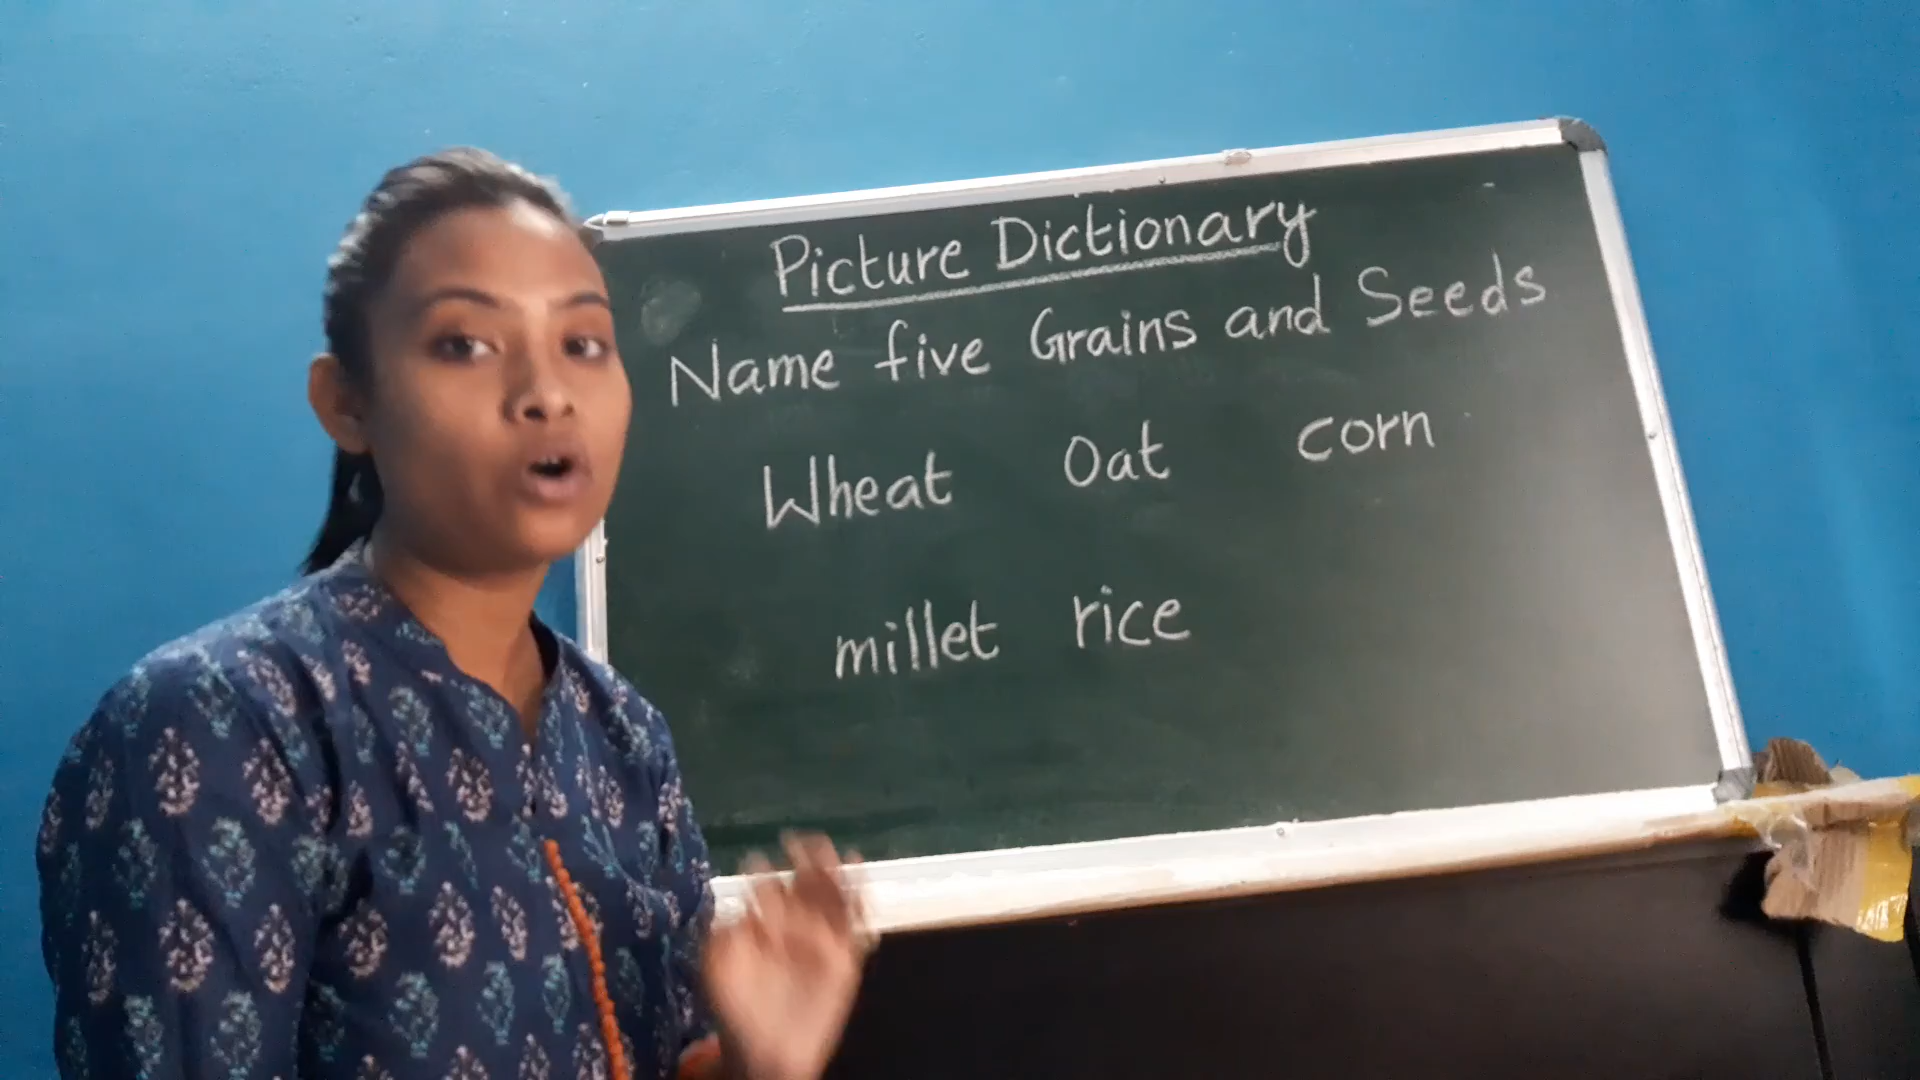 Picture Dictionary
Name five Grains and Seeds
Wheat Oat corn
millet rice